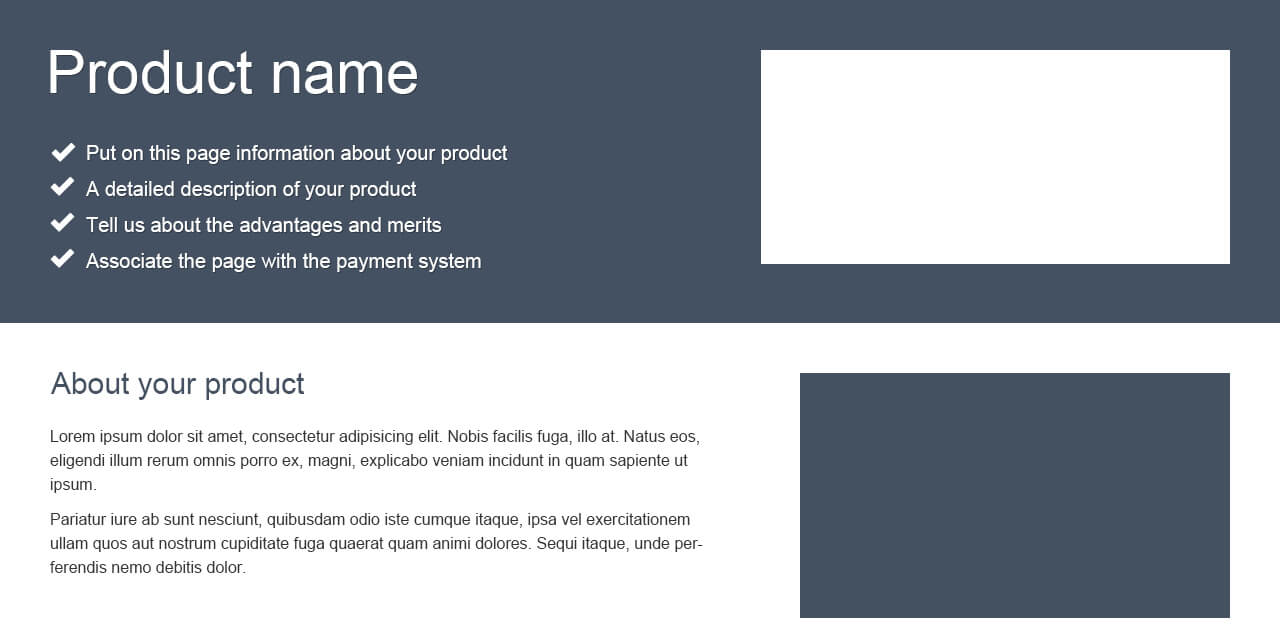 Product name
Put on this page information about your product
A detailed description of your product
Tell us about the advantages and merits
Associate the page with the payment system
About your product
Lorem ipsum dolor sit amet, consectetur adipisicing elit. Nobis facilis fuga, illo at. Natus eos,
eligendi illum rerum omnis porro ex, magni, explicabo veniam incidunt in quam sapiente ut
ipsum.
Pariatur iure ab sunt nesciunt, quibusdam odio iste cumque itaque, ipsa vel exercitationem
ullam quos aut nostrum cupiditate fuga quaerat quam animi dolores. Sequi itaque, unde per-
ferendis nemo debitis dolor.